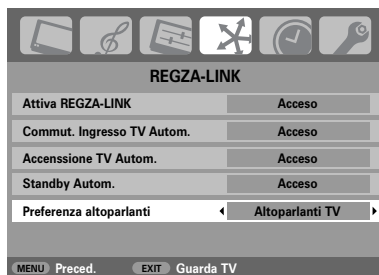 REGZA-LINK
Attiva REGZA-LINK Acceso
Commut. Ingresso TV Autom. Acceso
Accenssione TV Autom. Acceso
Standby Autom. Acceso
Preferenza altoparlanti Altoparlanti TV
MENU Preced. EXIT Guarda TV